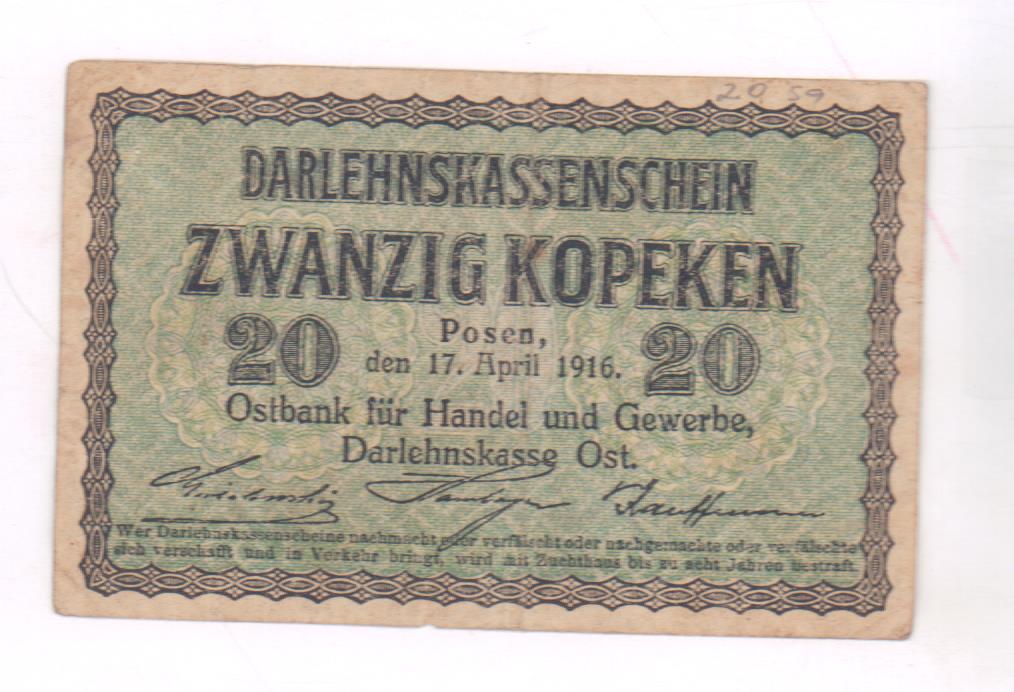 20 59
DARLEHNSKASSENSCHEIN
ZWANZIG KOPEKEN
20 Posen, 20
den 17. April 1916.
Ostbank für Handel und Gewerbe,
Darlehnskasse Ost.
Kauffmann
Wer Darlehnskassenscheine nachmacht oder verfälscht oder nachgemachte oder verfälschte
sich verschafft und in Verkehr bringt, wird mit Zuchthaus bis zu acht Jahren bestraft.